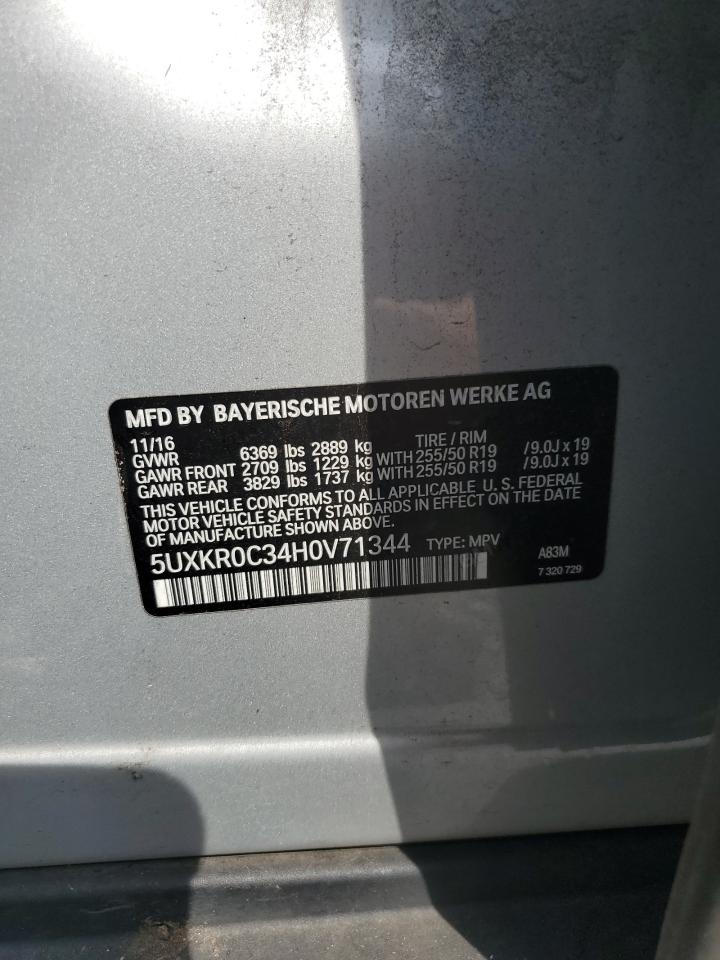 MFD BY BAYERISCHE MOTOREN WERKE AG
11/16 TIRE / RIM
GVWR 6369 lbs 2889 kg
GAWR FRONT 2709 lbs 1229 kg WITH 255/50 R19 / 9.0J x 19
GAWR REAR 3829 lbs 1737 kg WITH 255/50 R19 / 9.0J x 19
THIS VEHICLE CONFORMS TO ALL APPLICABLE U. S. FEDERAL
MOTOR VEHICLE SAFETY STANDARDS IN EFFECT ON THE DATE
OF MANUFACTURE SHOWN ABOVE.
5UXKR0C34H0V71344 TYPE: MPV A83M
7 320 729